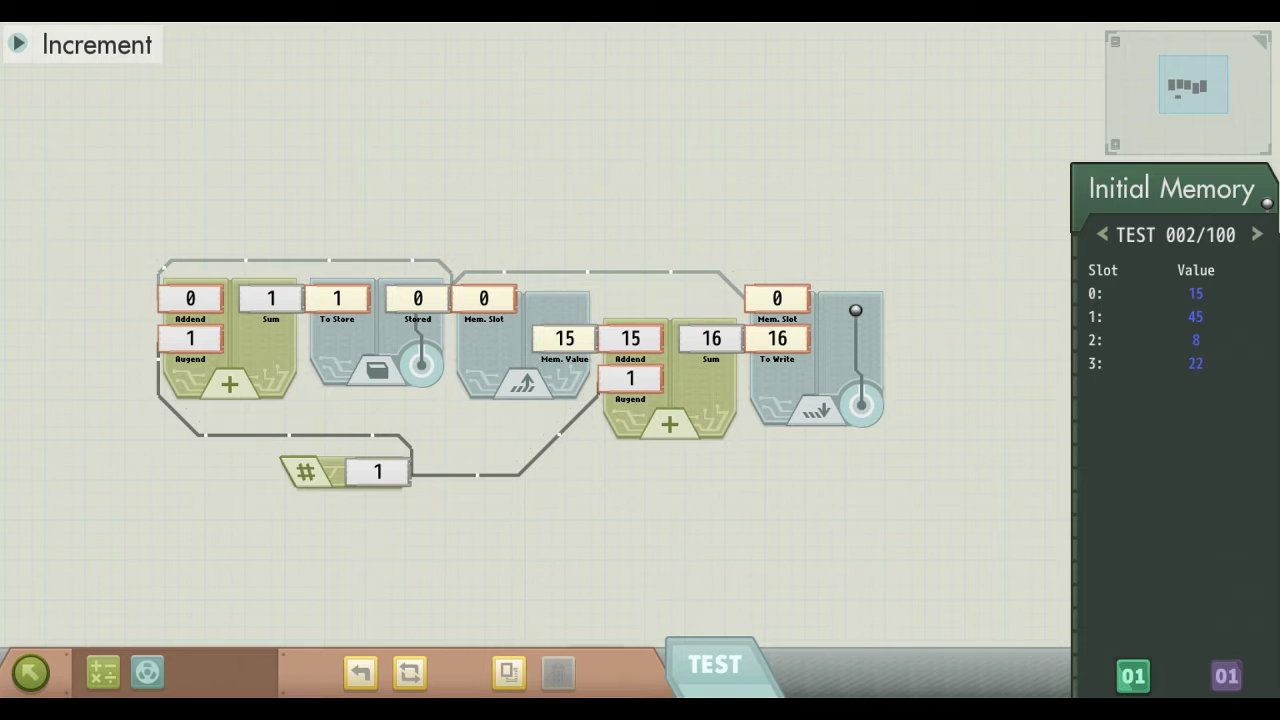 Increment
Initial Memory
< TEST 002/100 >
Slot Value
0: 15
1: 45
2: 8
3: 22
0 1 1 0 0 0
Addend Sum To Store Stored Mem. Slot Mem. Slot
1 15 15 16 16
Augend Mem. Value Addend Sum To Write
1
Augend
+ +
# 1
TEST
01 01